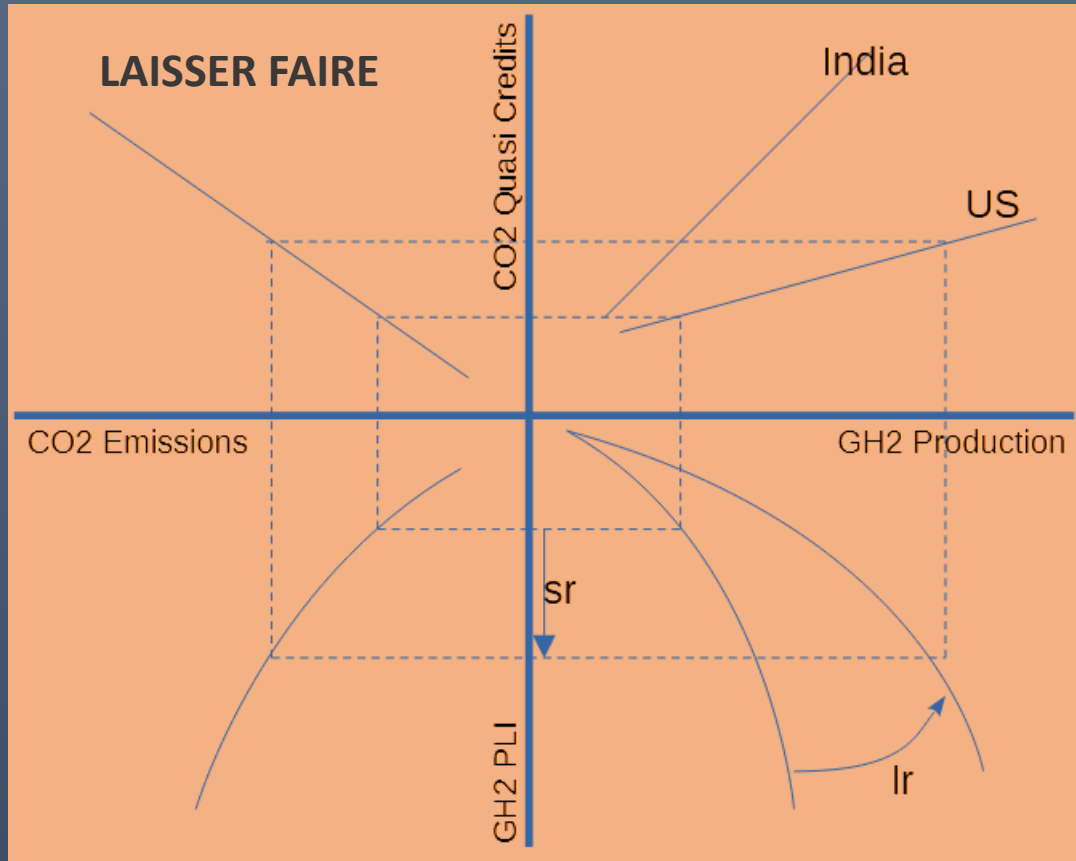 LAISSER FAIRE
CO2 Quasi Credits
India
US
CO2 Emissions
GH2 Production
sr
GH2 PLI
lr